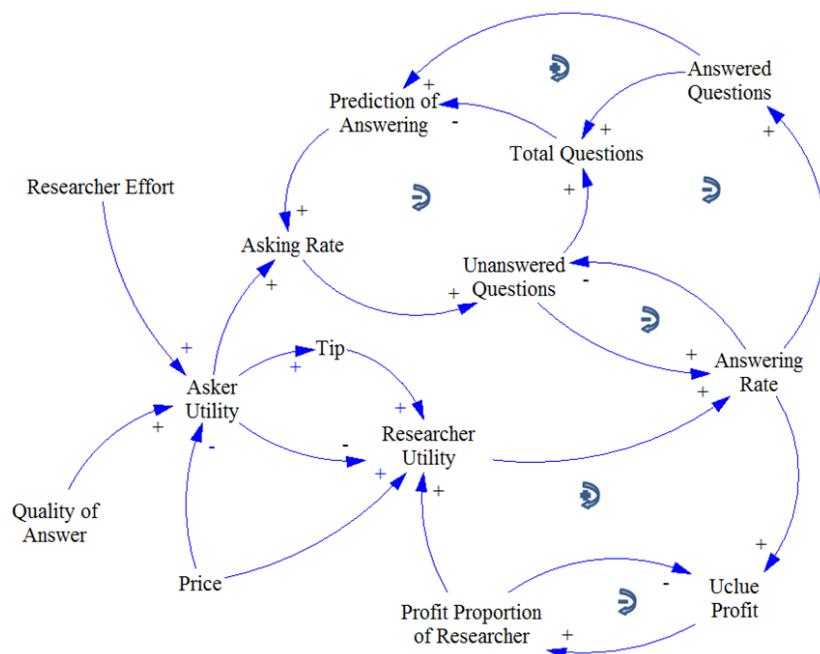 Answered
Questions
+
Prediction of
Answering
-
+
+
Total Questions
Researcher Effort
+
+
Asking Rate
+
+
Unanswered
Questions
-
+
+
Tip
+
+
Answering
Rate
Asker
Utility
+
-
+
-
+
Researcher
Utility
+
Quality of
Answer
Price
+
-
Uclue
Profit
Profit Proportion
of Researcher
+